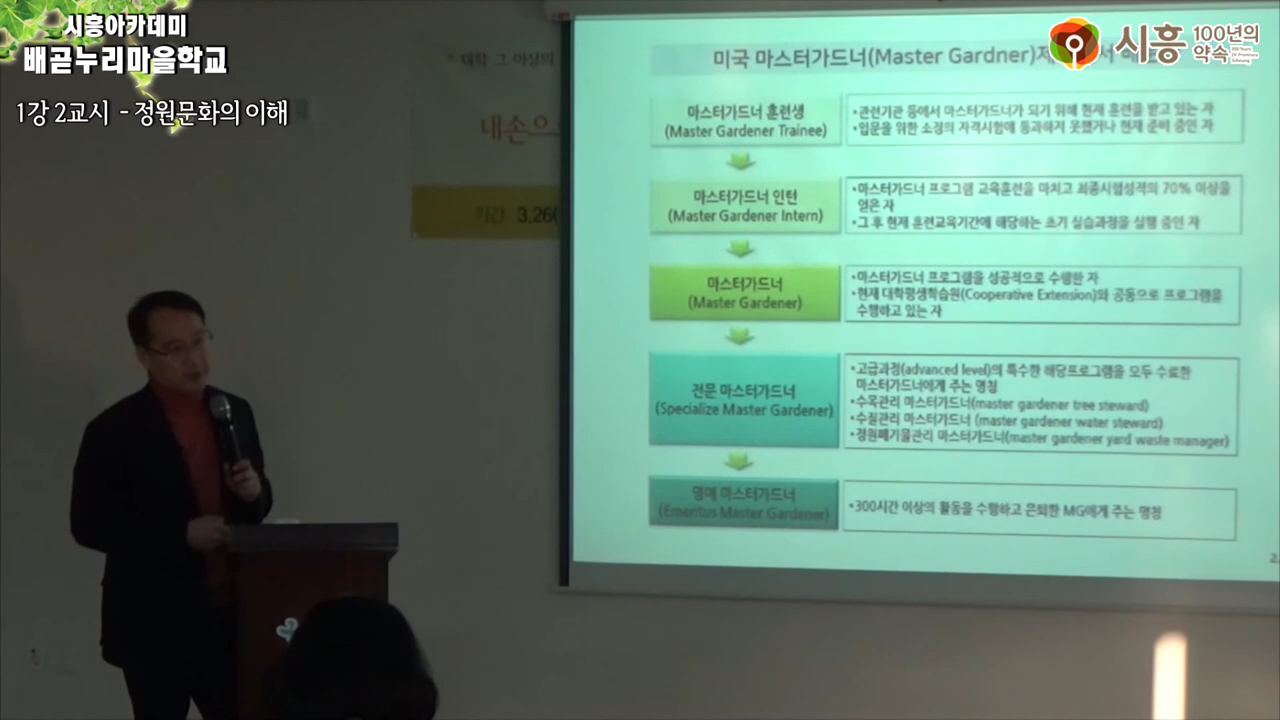 시흥아카데미
배곧누리마을학교
1강 2교시 - 정원문화의 이해
시흥 100년의 약속
대학 그 이상의
내손으
기간 3,26
미국 마스터가드너(Master Gardner)제
마스터가드너 훈련생
(Master Gardener Trainee)
•관련기관 등에서 마스터가드너가 되기 위해 현재 훈련을 받고 있는 자
•입문을 위한 소정의 자격시험에 통과하지 못했거나 현재 준비 중인 자
마스터가드너 인턴
(Master Gardener Intern)
•마스터가드너 프로그램 교육훈련을 마치고 최종시험성적의 70% 이상을
얻은 자
•그 후 현재 훈련교육기간에 해당하는 초기 실습과정을 실행 중인 자
마스터가드너
(Master Gardener)
•마스터가드너 프로그램을 성공적으로 수행한 자
•현재 대학평생학습원(Cooperative Extension)와 공동으로 프로그램을
수행하고 있는 자
전문 마스터가드너
(Specialize Master Gardener)
•고급과정(advanced level)의 특수한 해당프로그램을 모두 수료한
마스터가드너에게 주는 명칭
•수목관리 마스터가드너(master gardener tree steward)
•수질관리 마스터가드너 (master gardener water steward)
•정원폐기물관리 마스터가드너(master gardener yard waste manager)
명예 마스터가드너
(Emeritus Master Gardener)
•300시간 이상의 활동을 수행하고 은퇴한 MG에게 주는 명칭